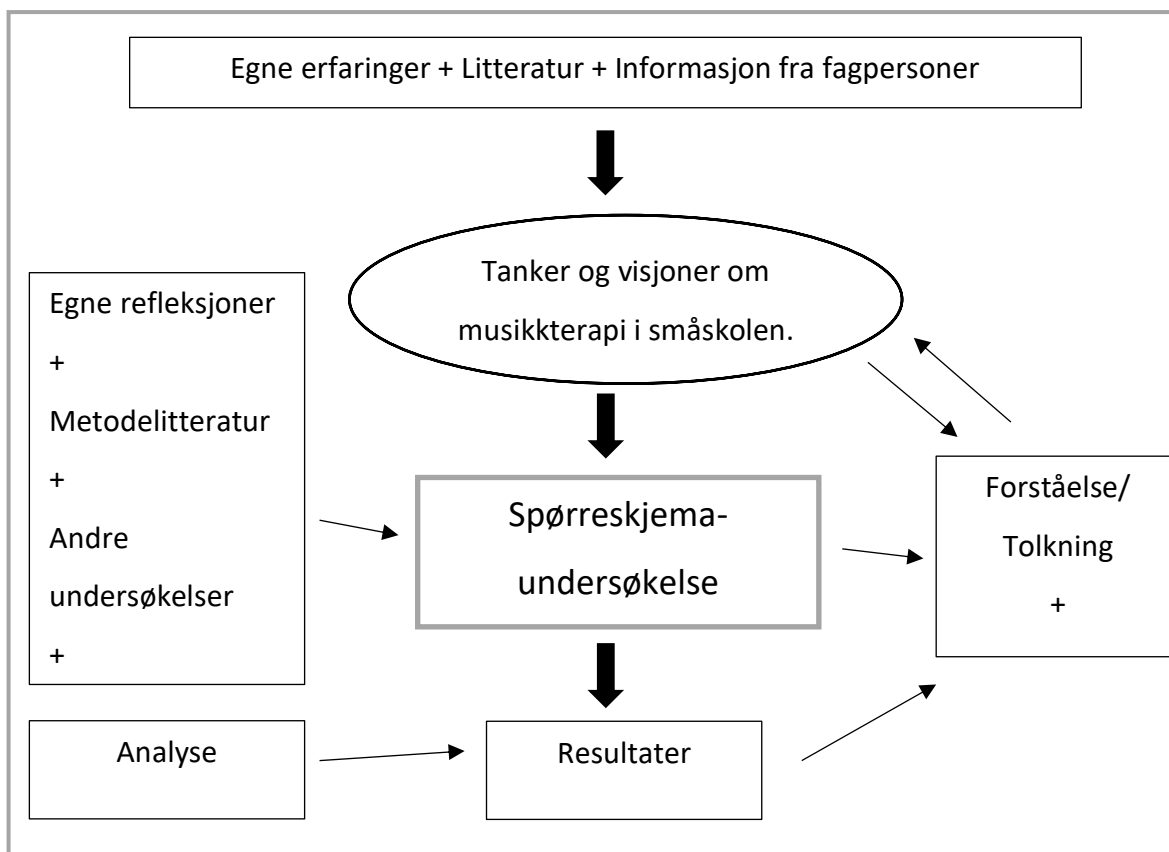 Egne erfaringer + Litteratur + Informasjon fra fagpersoner
Tanker og visjoner om
musikkterapi i småskolen.
Egne refleksjoner
+
Metodelitteratur
+
Andre
undersøkelser
+
Spørreskjema-
undersøkelse
Forståelse/
Tolkning
+
Analyse
Resultater